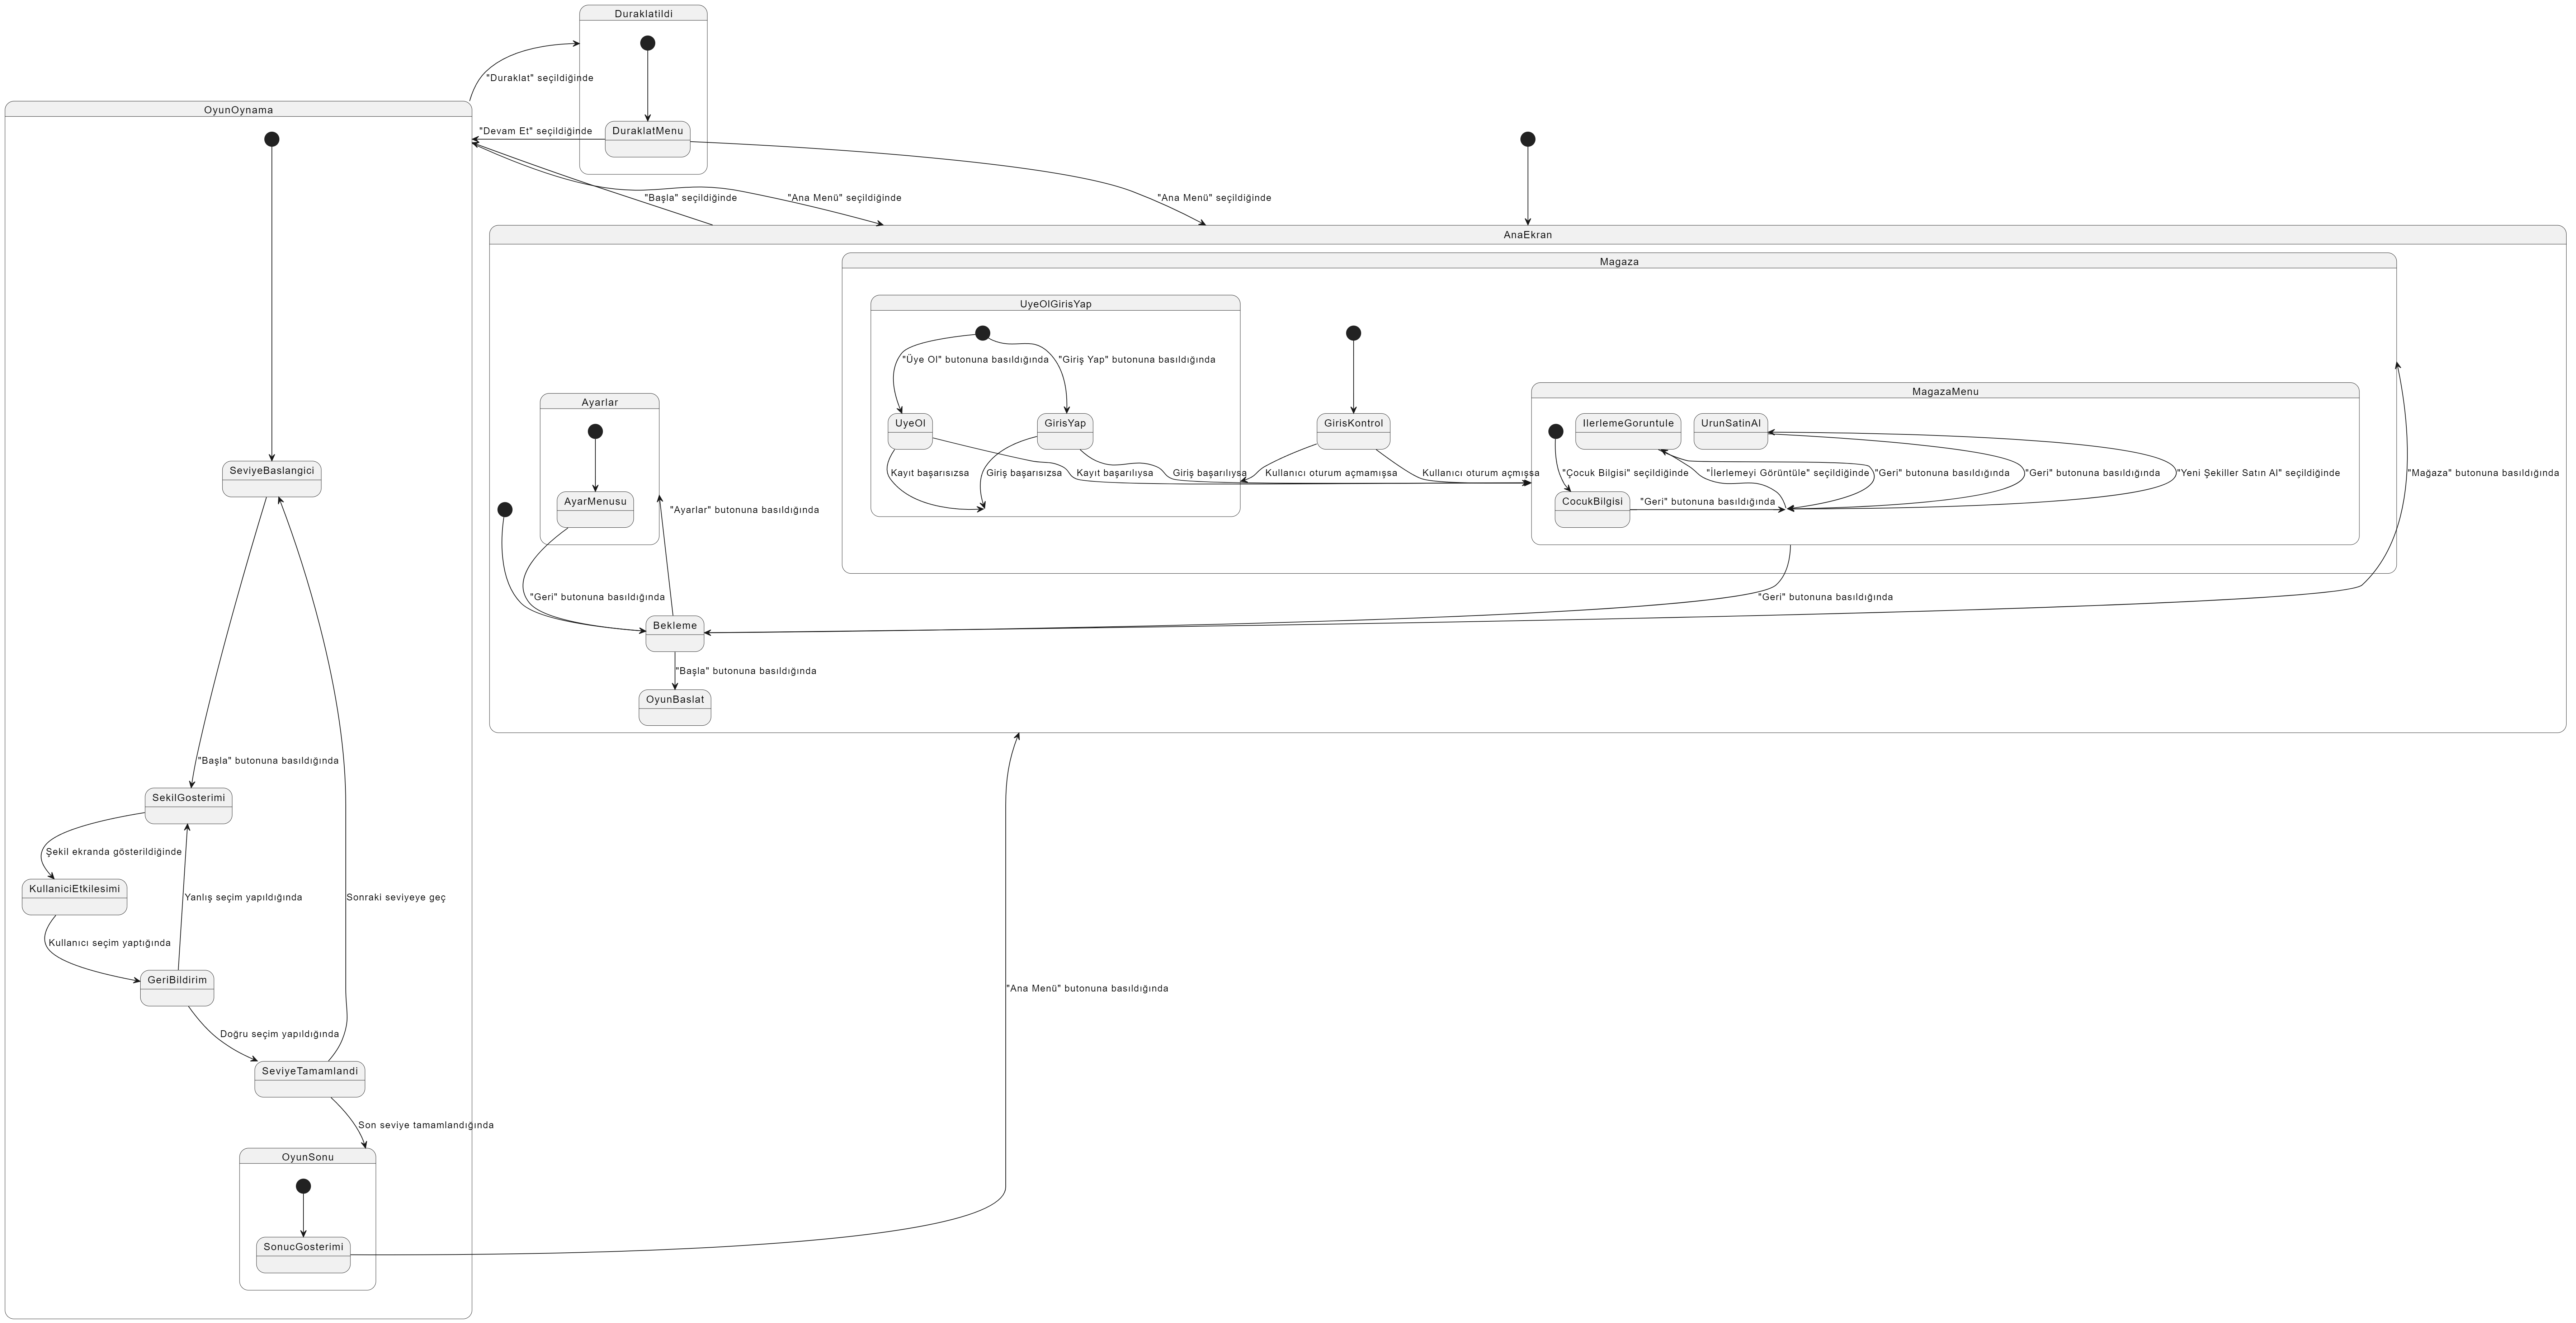 Duraklatildi
"Duraklat" seçildiğinde
OyunOynama
"Devam Et" seçildiğinde
DuraklatMenu
"Başla" seçildiğinde
"Ana Menü" seçildiğinde
"Ana Menü" seçildiğinde
AnaEkran
Magaza
UyeOlGirisYap
"Üye Ol" butonuna basıldığında
"Giriş Yap" butonuna basıldığında
Ayarlar
MagazaMenu
UyeOl
GirisYap
GirisKontrol
IlerlemeGoruntule
UrunSatinAl
SeviyeBaslangici
Kayıt başarısızsa
Giriş başarısızsa
Kayıt başarılıysa
Giriş başarılıysa
Kullanıcı oturum açmamışsa
Kullanıcı oturum açmışsa
"Çocuk Bilgisi" seçildiğinde
"İlerlemeyi Görüntüle" seçildiğinde
"Geri" butonuna basıldığında
"Geri" butonuna basıldığında
"Yeni Şekiller Satın Al" seçildiğinde
"Mağaza" butonuna basıldığında
AyarMenusu
"Ayarlar" butonuna basıldığında
CocukBilgisi
"Geri" butonuna basıldığında
"Geri" butonuna basıldığında
"Geri" butonuna basıldığında
Bekleme
"Başla" butonuna basıldığında
OyunBaslat
"Başla" butonuna basıldığında
SekilGosterimi
Şekil ekranda gösterildiğinde
KullaniciEtkilesimi
Yanlış seçim yapıldığında
Sonraki seviyeye geç
Kullanıcı seçim yaptığında
GeriBildirim
"Ana Menü" butonuna basıldığında
Doğru seçim yapıldığında
SeviyeTamamlandi
Son seviye tamamlandığında
OyunSonu
SonucGosterimi